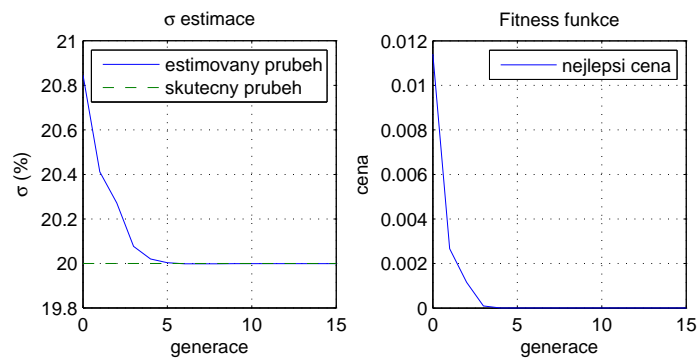 σ estimace
21
20.8
20.6
20.4
20.2
20
19.8
σ (%)
estimovany prubeh
skutecny prubeh
0
5
10
15
generace
Fitness funkce
0.012
0.01
0.008
0.006
0.004
0.002
0
cena
nejlepsi cena
0
5
10
15
generace